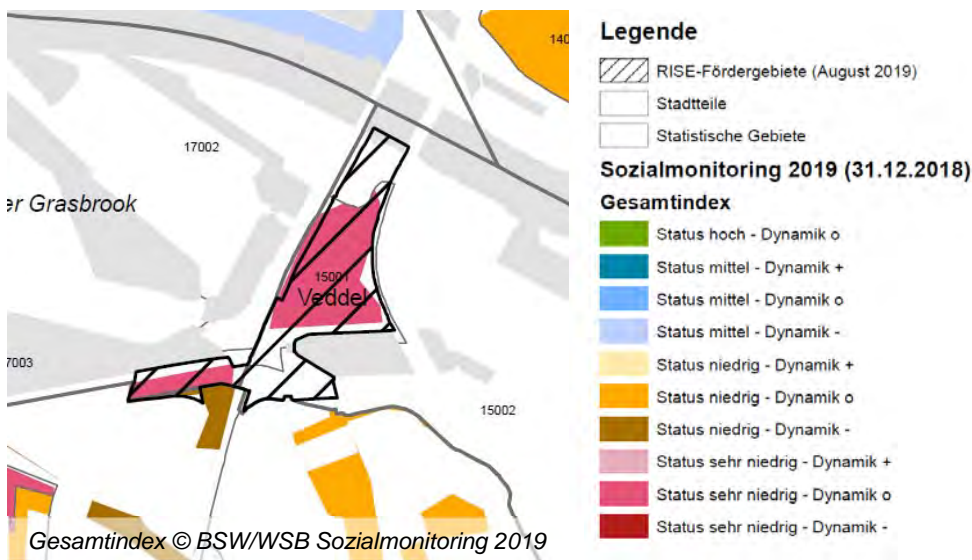 140
17002
er Grasbrook
15001
Veddel
7003
15002
Gesamtindex © BSW/WSB Sozialmonitoring 2019
Legende
RISE-Fördergebiete (August 2019)
Stadtteile
Statistische Gebiete
Sozialmonitoring 2019 (31.12.2018)
Gesamtindex
Status hoch - Dynamik o
Status mittel - Dynamik +
Status mittel - Dynamik o
Status mittel - Dynamik -
Status niedrig - Dynamik +
Status niedrig - Dynamik o
Status niedrig - Dynamik -
Status sehr niedrig - Dynamik +
Status sehr niedrig - Dynamik o
Status sehr niedrig - Dynamik -